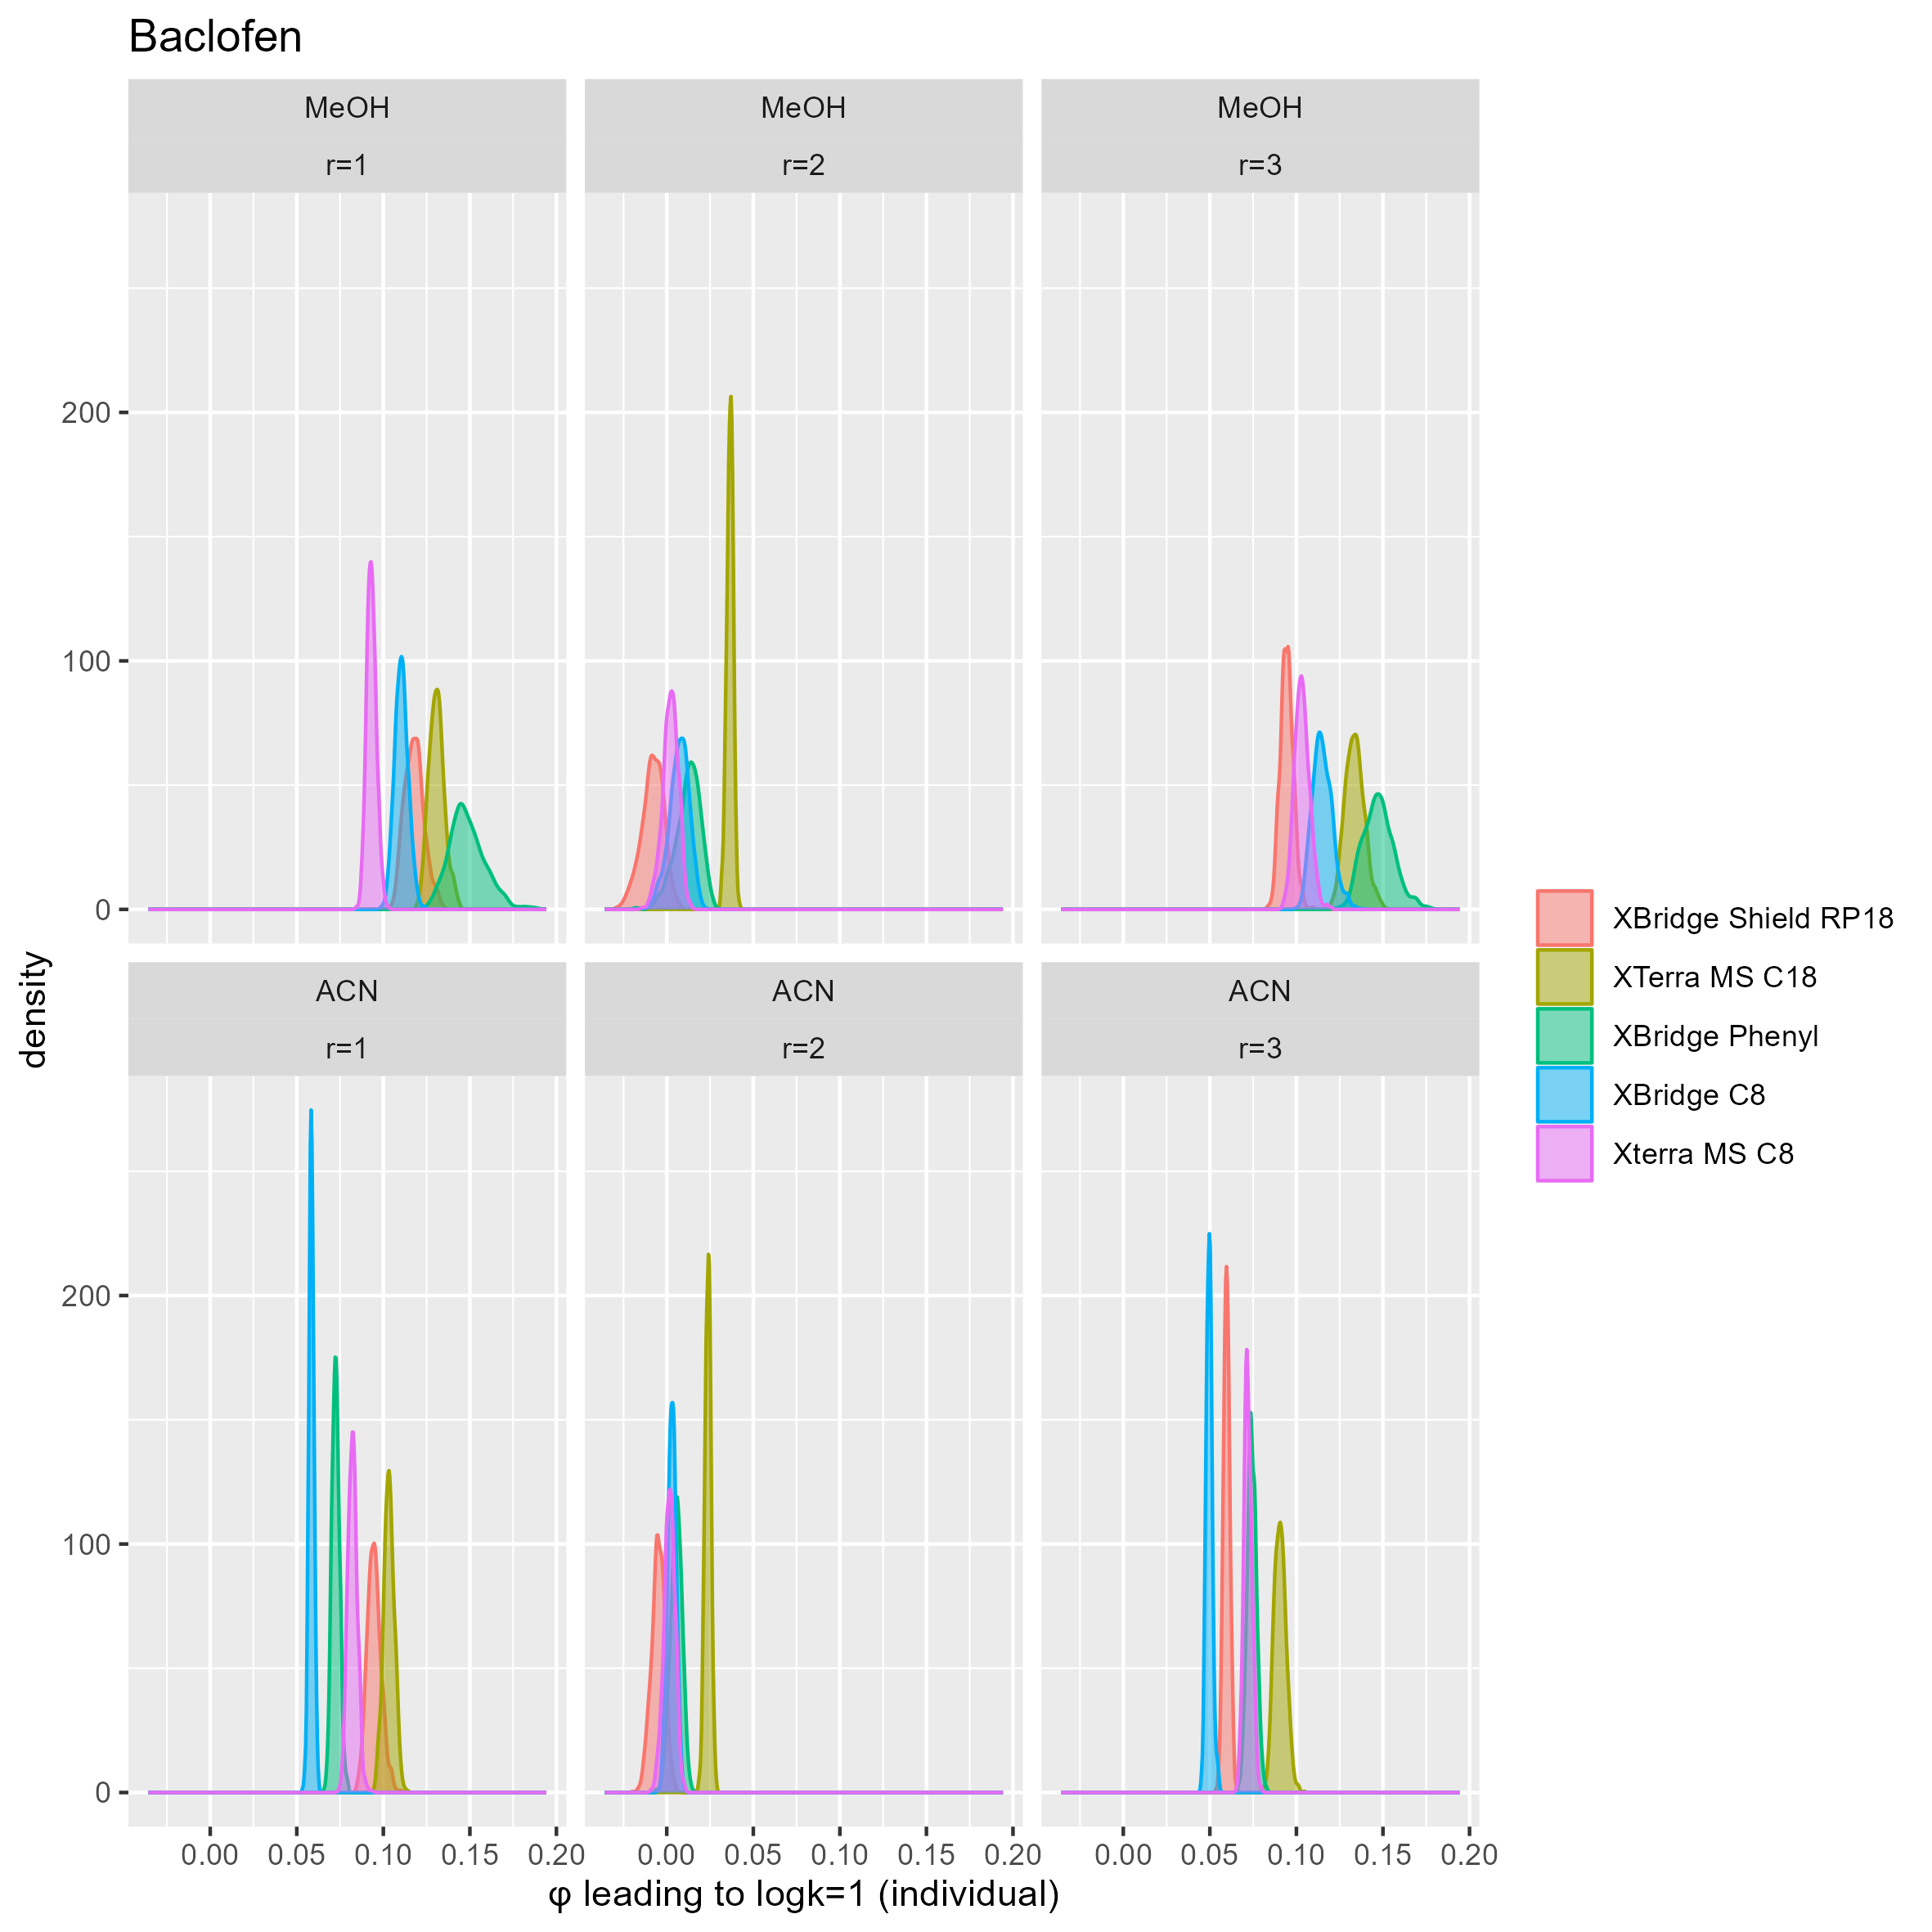 Baclofen
MeOH
MeOH
MeOH
r=1
r=2
r=3
200
100
0
ACN
ACN
ACN
r=1
r=2
r=3
200
100
0
0.00 0.05 0.10 0.15 0.20
0.00 0.05 0.10 0.15 0.20
0.00 0.05 0.10 0.15 0.20
φ leading to logk=1 (individual)
density
XBridge Shield RP18
XTerra MS C18
XBridge Phenyl
XBridge C8
Xterra MS C8